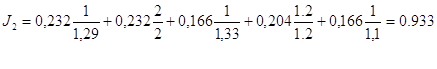 J₂ = 0,232 1/1,29 + 0,232 2/2 + 0,166 1/1,33 + 0,204 1.2/1.2 + 0,166 1/1,1 = 0.933